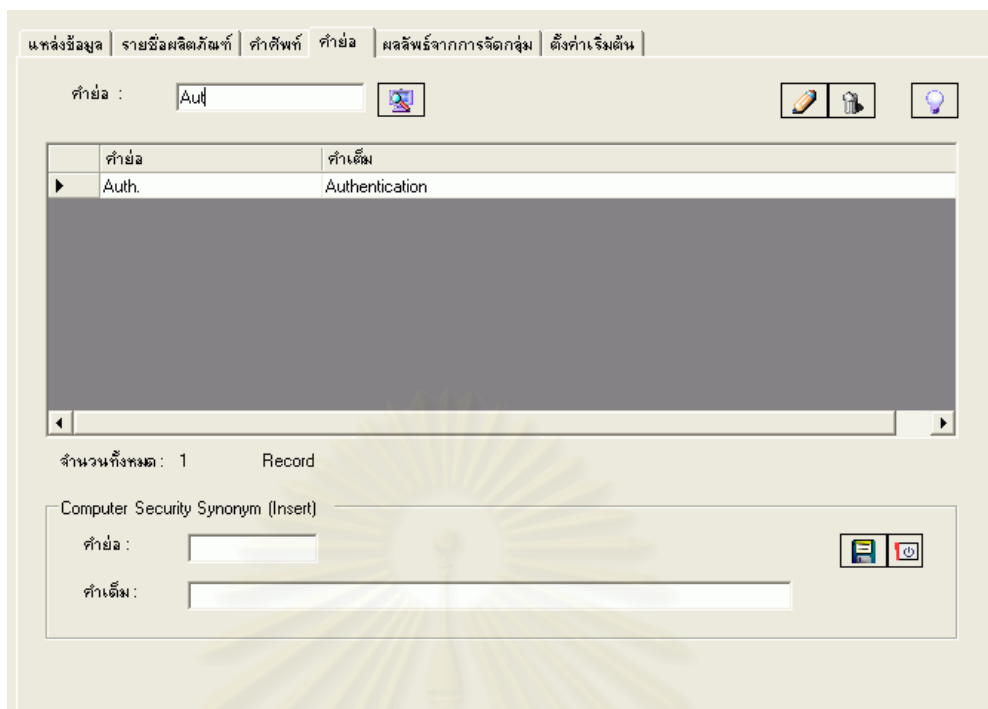 แหล่งข้อมูล รายชื่อผลิตภัณฑ์ คำศัพท์ คำย่อ ผลลัพธ์จากการจัดกลุ่ม ตั้งค่าเริ่มต้น
คำย่อ : Aut
คำย่อ คำเต็ม
Auth. Authentication
จำนวนทั้งหมด : 1 Record
Computer Security Synonym (Insert)
คำย่อ :
คำเต็ม :